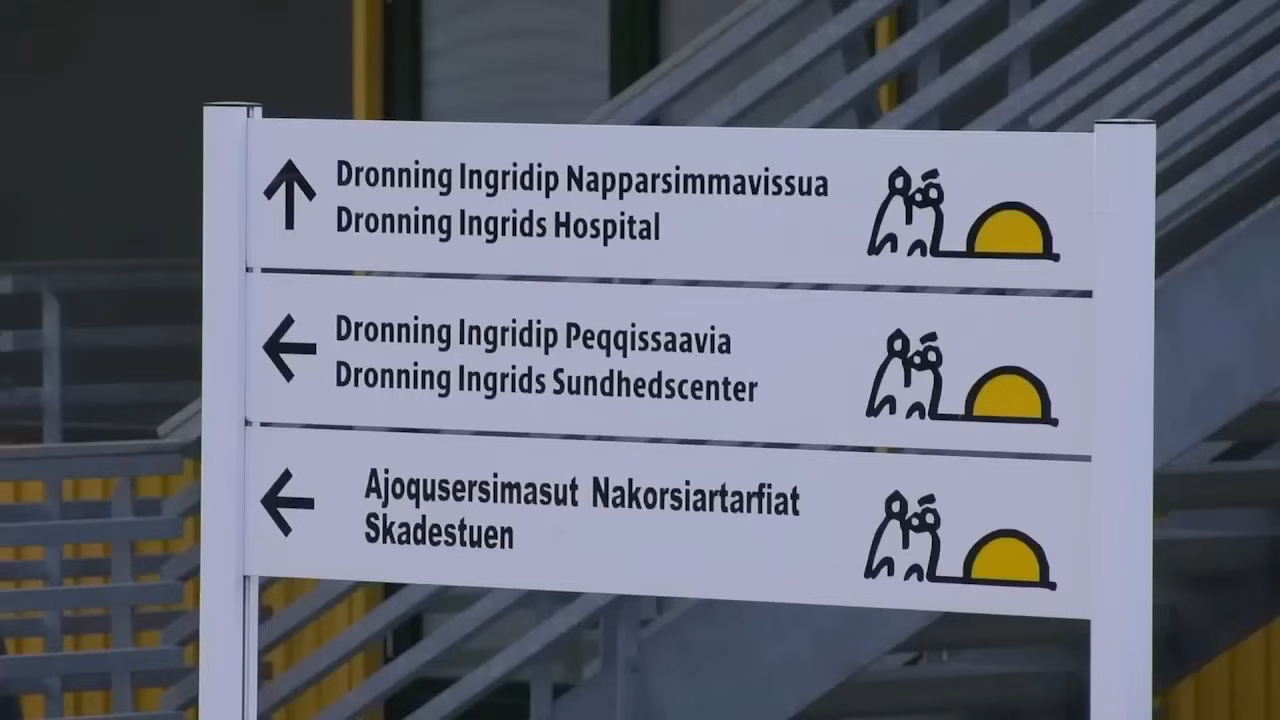 Dronning Ingridip Napparsimmavissua
Dronning Ingrids Hospital
Dronning Ingridip Peqqissaavia
Dronning Ingrids Sundhedscenter
Ajoqusersimasut Nakorsiartarfiat
Skadestuen